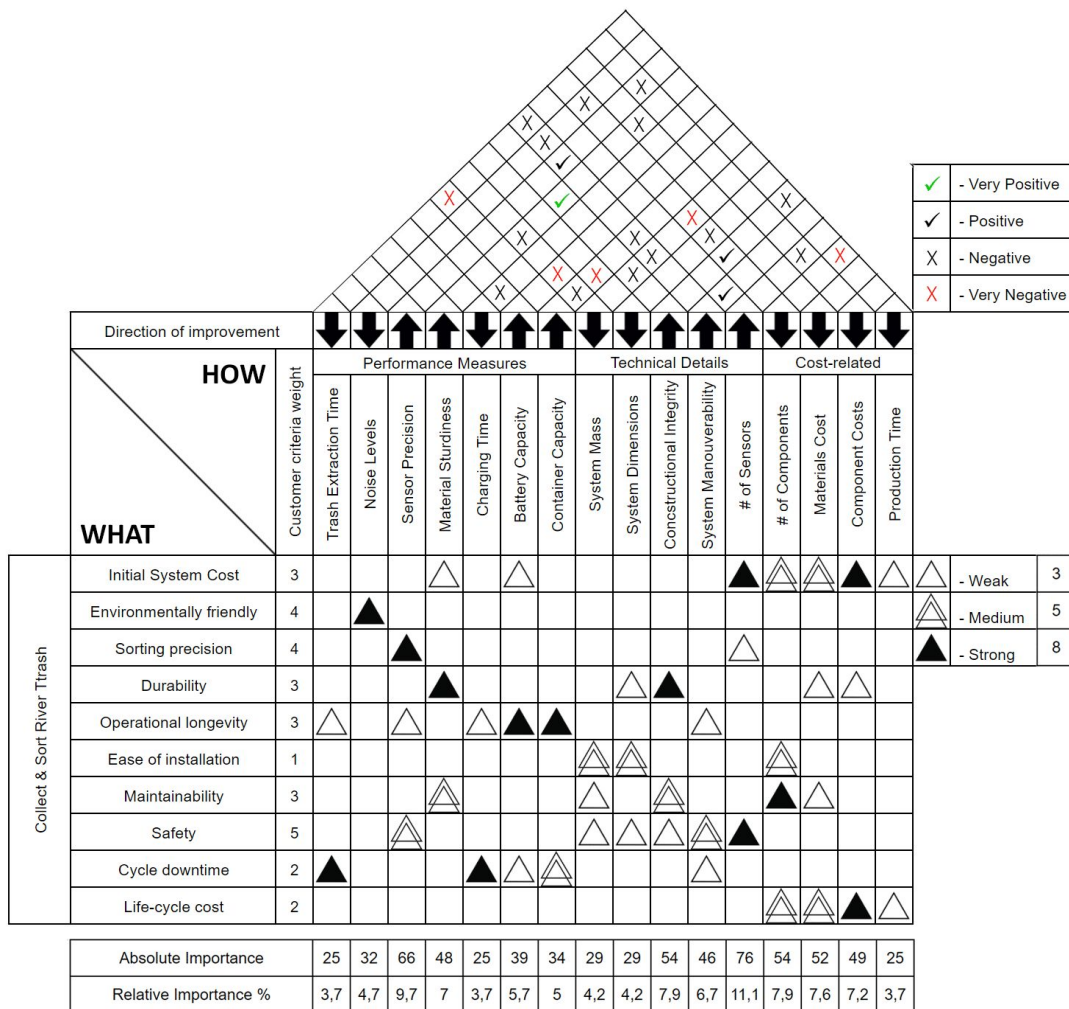 - Very Positive
- Positive
- Negative
- Very Negative
Direction of improvement
HOW
WHAT
Customer criteria weight
Performance Measures
Technical Details
Cost-related
Trash Extraction Time
Noise Levels
Sensor Precision
Material Sturdiness
Charging Time
Battery Capacity
Container Capacity
System Mass
System Dimensions
Concstructional Integrity
System Manouverability
# of Sensors
# of Components
Materials Cost
Component Costs
Production Time
Collect & Sort River Ttrash
Initial System Cost 3
Environmentally friendly 4
Sorting precision 4
Durability 3
Operational longevity 3
Ease of installation 1
Maintainability 3
Safety 5
Cycle downtime 2
Life-cycle cost 2
- Weak 3
- Medium 5
- Strong 8
Absolute Importance 25 32 66 48 25 39 34 29 29 54 46 76 54 52 49 25
Relative Importance % 3,7 4,7 9,7 7 3,7 5,7 5 4,2 4,2 7,9 6,7 11,1 7,9 7,6 7,2 3,7